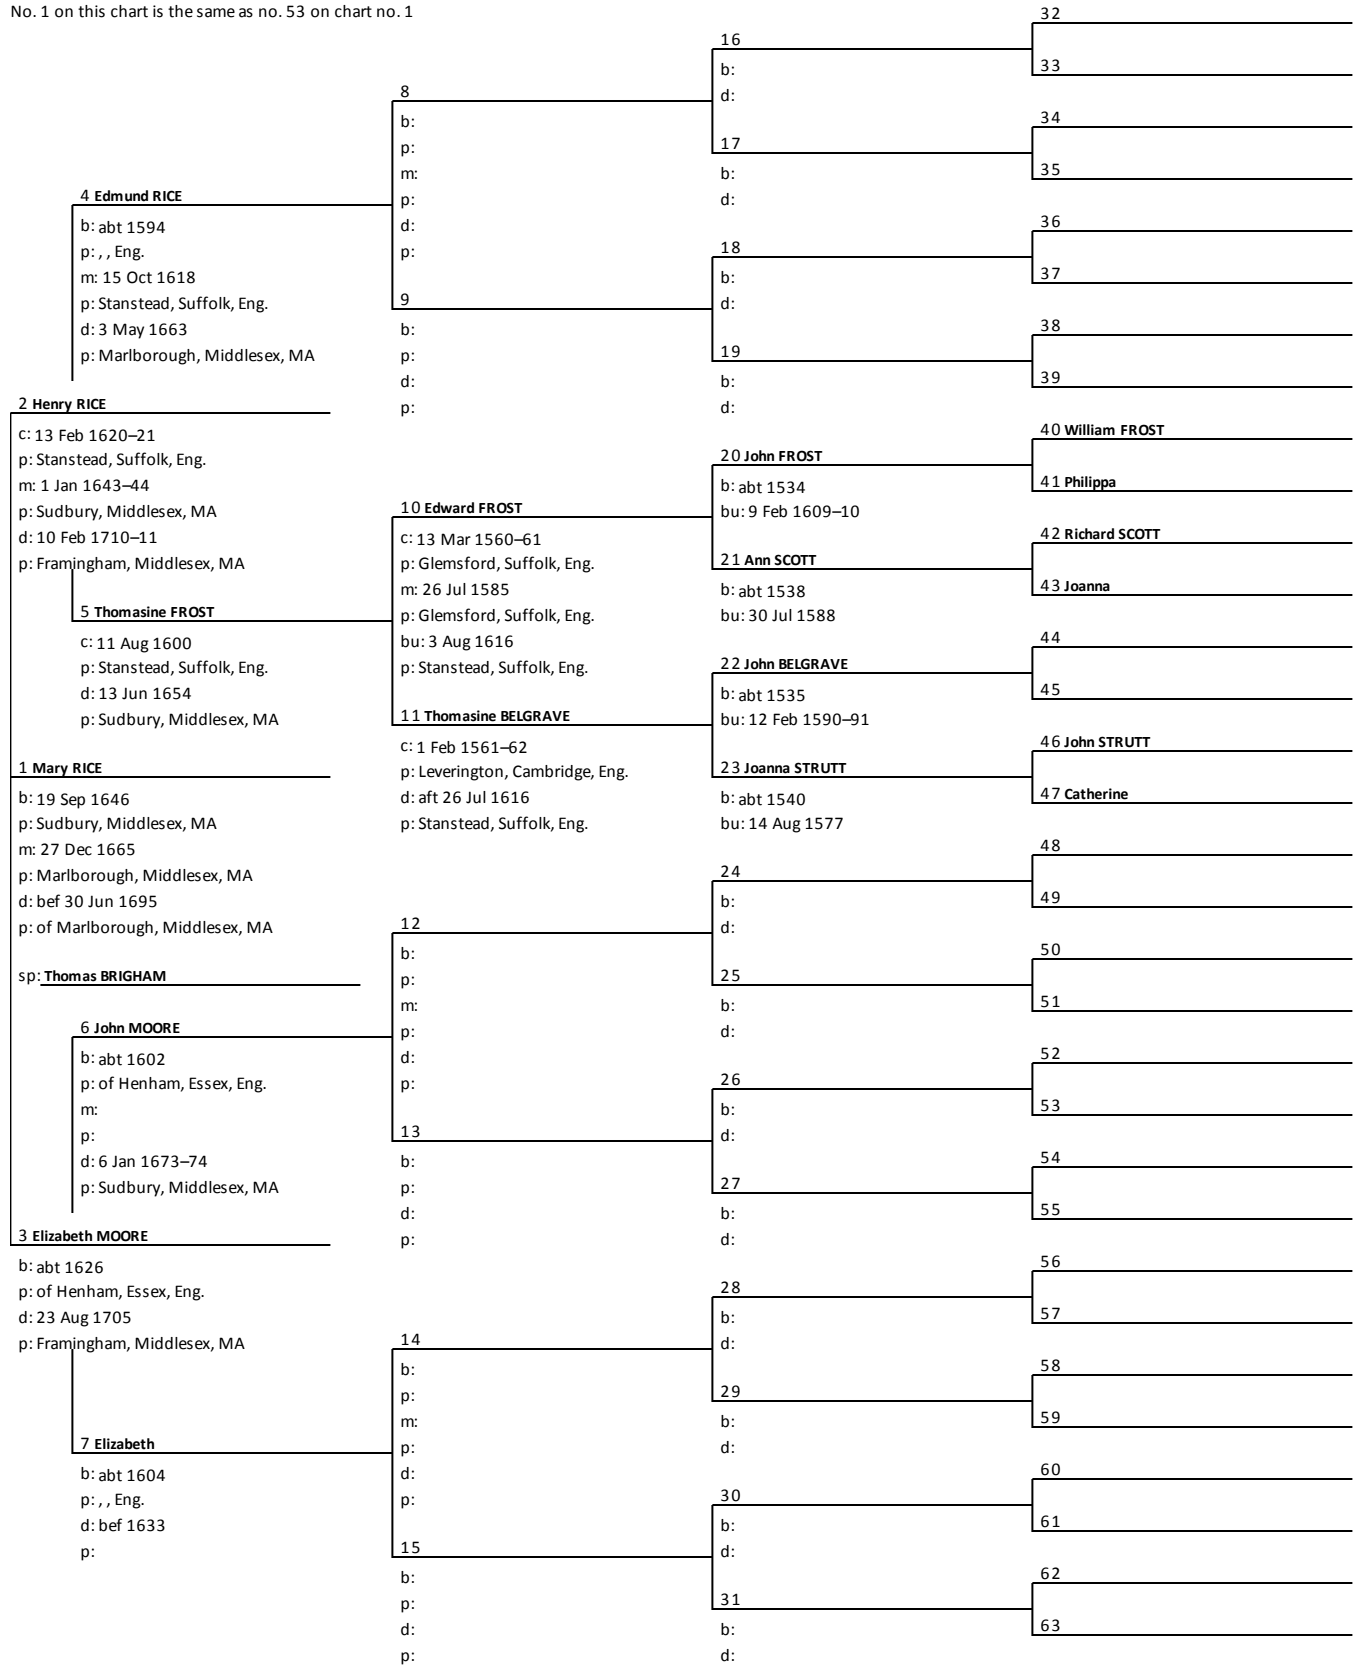 No. 1 on this chart is the same as no. 53 on chart no. 1
4 Edmund RICE
b: abt 1594
p: , , Eng.
m: 15 Oct 1618
p: Stanstead, Suffolk, Eng.
d: 3 May 1663
p: Marlborough, Middlesex, MA
2 Henry RICE
c: 13 Feb 1620–21
p: Stanstead, Suffolk, Eng.
m: 1 Jan 1643–44
p: Sudbury, Middlesex, MA
d: 10 Feb 1710–11
p: Framingham, Middlesex, MA
5 Thomasine FROST
c: 11 Aug 1600
p: Stanstead, Suffolk, Eng.
d: 13 Jun 1654
p: Sudbury, Middlesex, MA
1 Mary RICE
b: 19 Sep 1646
p: Sudbury, Middlesex, MA
m: 27 Dec 1665
p: Marlborough, Middlesex, MA
d: bef 30 Jun 1695
p: of Marlborough, Middlesex, MA
sp: Thomas BRIGHAM
6 John MOORE
b: abt 1602
p: of Henham, Essex, Eng.
m:
p:
d: 6 Jan 1673–74
p: Sudbury, Middlesex, MA
3 Elizabeth MOORE
b: abt 1626
p: of Henham, Essex, Eng.
d: 23 Aug 1705
p: Framingham, Middlesex, MA
7 Elizabeth
b: abt 1604
p: , , Eng.
d: bef 1633
p:
8
b:
p:
m:
p:
d:
p:
9
b:
p:
d:
p:
10 Edward FROST
c: 13 Mar 1560–61
p: Glemsford, Suffolk, Eng.
m: 26 Jul 1585
p: Glemsford, Suffolk, Eng.
bu: 3 Aug 1616
p: Stanstead, Suffolk, Eng.
11 Thomasine BELGRAVE
c: 1 Feb 1561–62
p: Leverington, Cambridge, Eng.
d: aft 26 Jul 1616
p: Stanstead, Suffolk, Eng.
12
b:
p:
m:
p:
d:
p:
13
b:
p:
d:
p:
14
b:
p:
m:
p:
d:
p:
15
b:
p:
d:
p:
16
b:
d:
17
b:
d:
18
b:
d:
19
b:
d:
20 John FROST
b: abt 1534
bu: 9 Feb 1609–10
21 Ann SCOTT
b: abt 1538
bu: 30 Jul 1588
22 John BELGRAVE
b: abt 1535
bu: 12 Feb 1590–91
23 Joanna STRUTT
b: abt 1540
bu: 14 Aug 1577
24
b:
d:
25
b:
d:
26
b:
d:
27
b:
d:
28
b:
d:
29
b:
d:
30
b:
d:
31
b:
d:
32
33
34
35
36
37
38
39
40 William FROST
41 Philippa
42 Richard SCOTT
43 Joanna
44
45
46 John STRUTT
47 Catherine
48
49
50
51
52
53
54
55
56
57
58
59
60
61
62
63